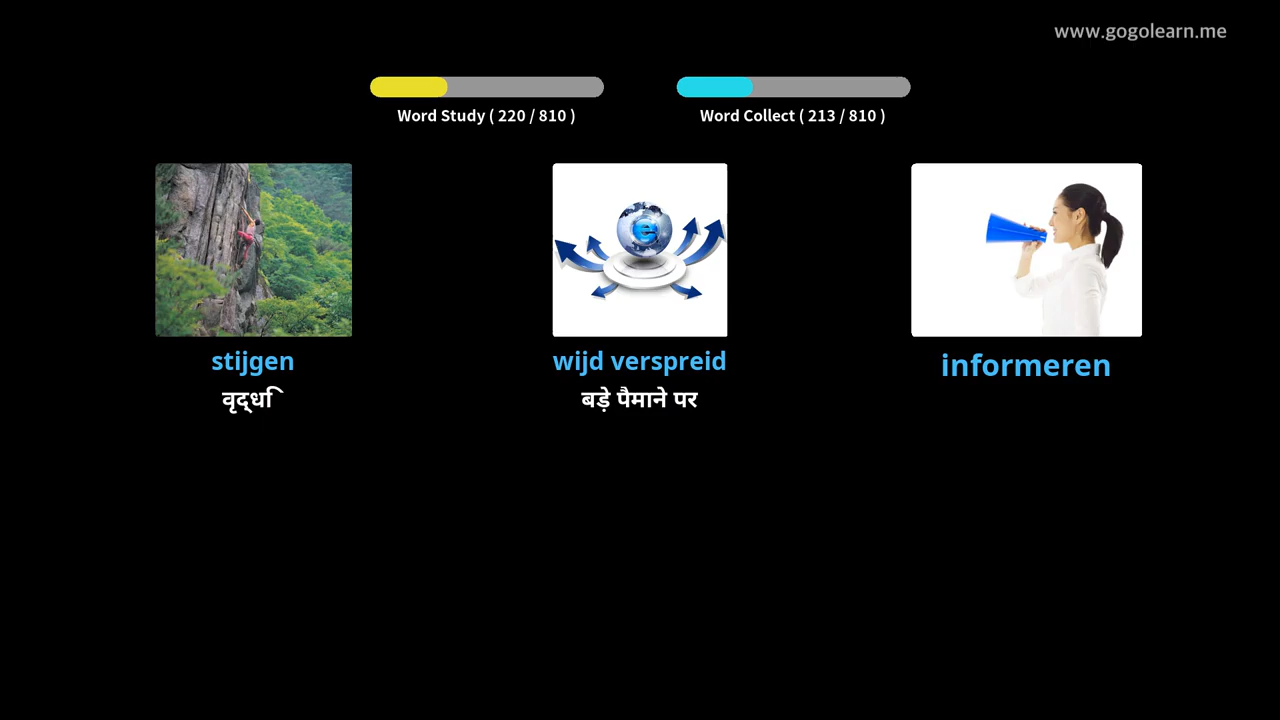 www.gogolearn.me
Word Study ( 220 / 810 )
Word Collect ( 213 / 810 )
e
stijgen
wijd verspreid
informeren
वृद्धि
बड़े पैमाने पर